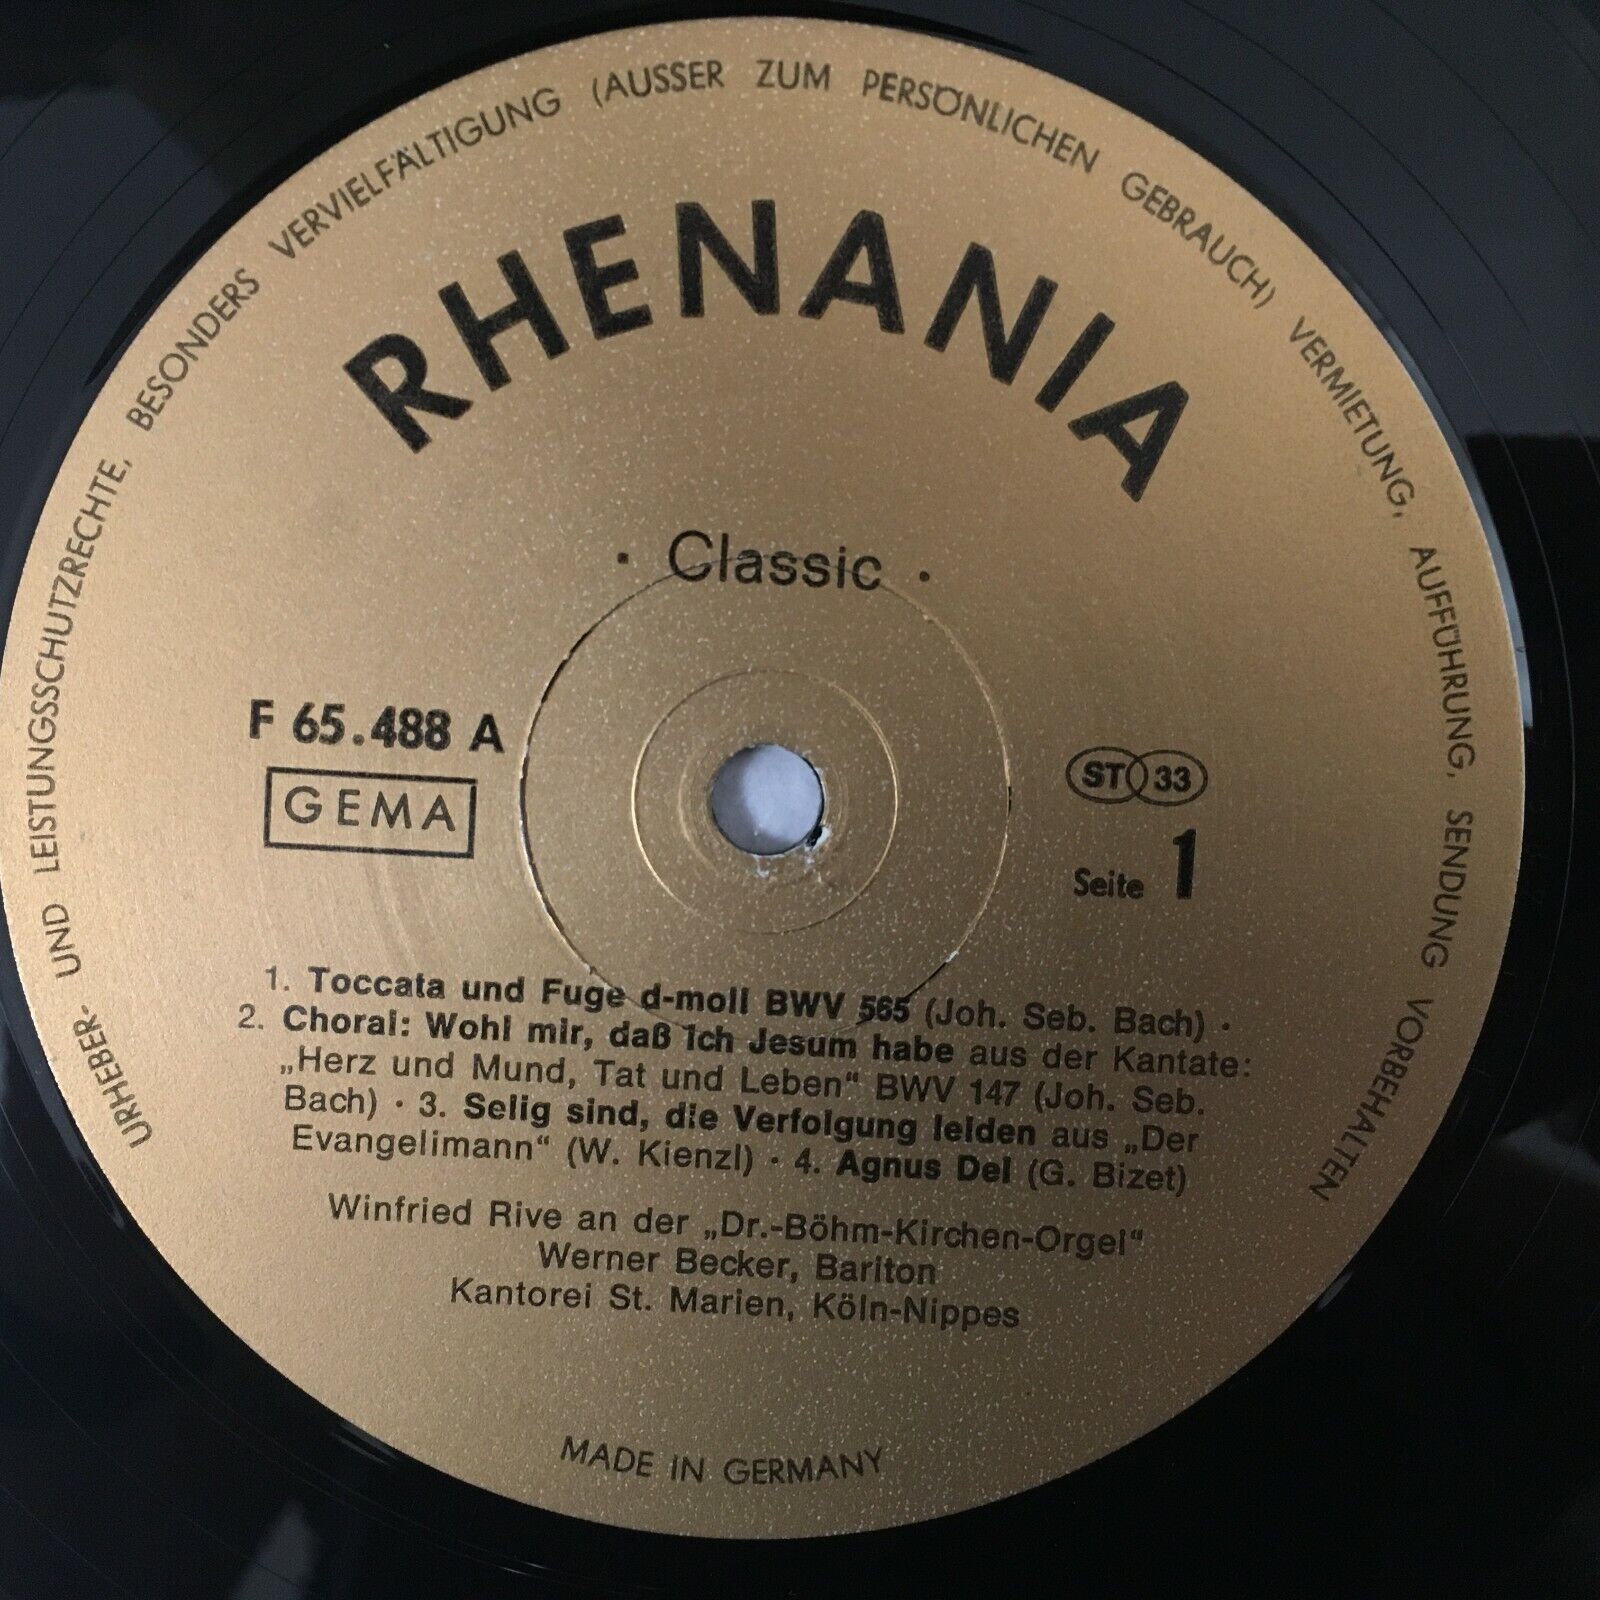 URHEBER- UND LEISTUNGSSCHUTZRECHTE, BESONDERS VERVIELFÄLTIGUNG (AUSSER ZUM PERSÖNLICHEN GEBRAUCH) VERMIETUNG, AUFFÜHRUNG, SENDUNG VORBEHALTEN
RHENANIA
· Classic ·
F 65.488 A
GEMA
ST 33
Seite 1
1. Toccata und Fuge d-moll BWV 565 (Joh. Seb. Bach) ·
2. Choral: Wohl mir, daß ich Jesum habe aus der Kantate:
„Herz und Mund, Tat und Leben“ BWV 147 (Joh. Seb.
Bach) · 3. Selig sind, die Verfolgung leiden aus „Der
Evangelimann“ (W. Kienzl) · 4. Agnus Dei (G. Bizet)
Winfried Rive an der „Dr.-Böhm-Kirchen-Orgel“
Werner Becker, Bariton
Kantorei St. Marien, Köln-Nippes
MADE IN GERMANY